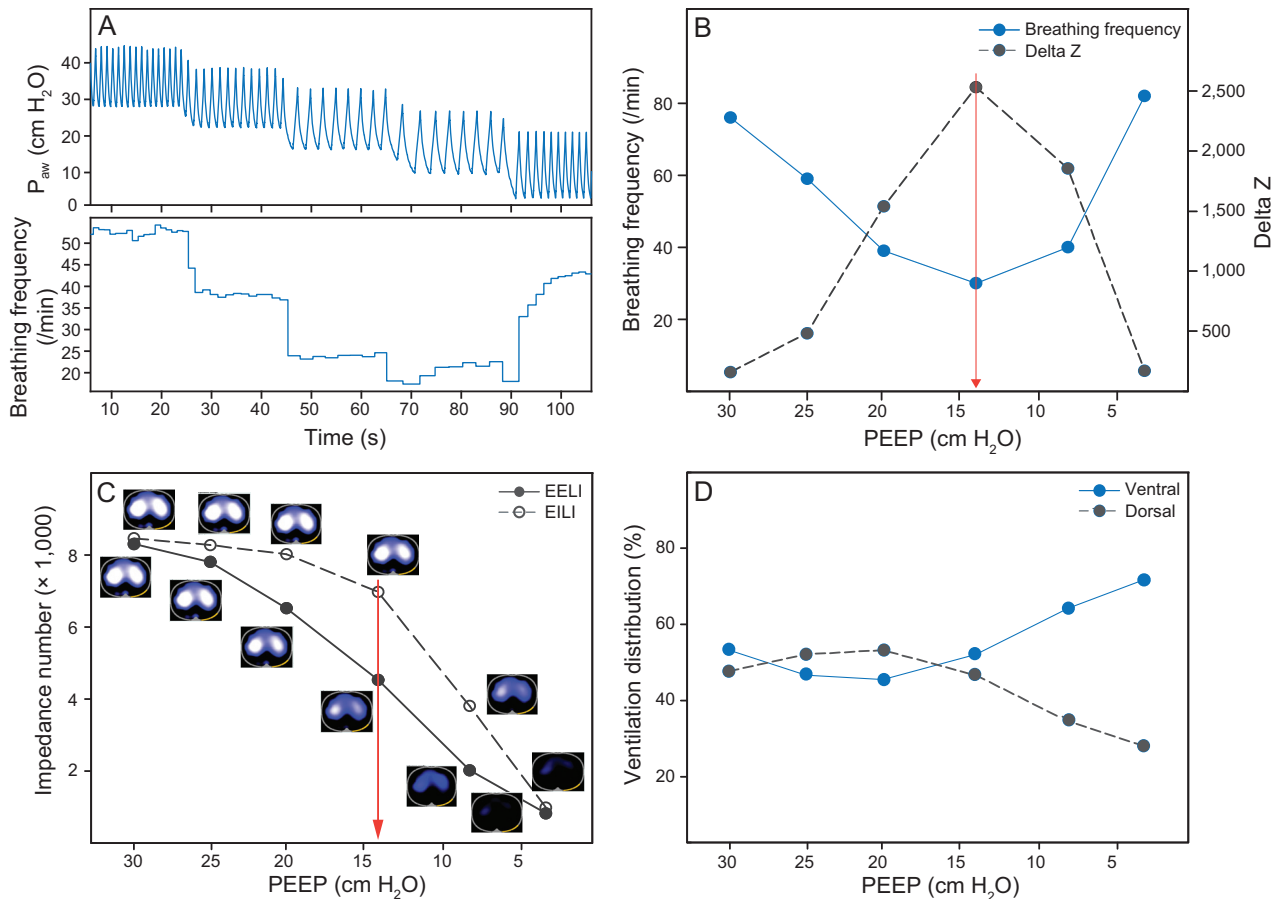 A
P_aw (cm H₂O)
40
30
20
10
0
Breathing frequency
(/min)
50
45
40
35
30
25
20
10 20 30 40 50 60 70 80 90 100
Time (s)
B
Breathing frequency
Delta Z
Breathing frequency (/min)
80
60
40
20
Delta Z
2,500
2,000
1,500
1,000
500
30 25 20 15 10 5
PEEP (cm H₂O)
C
EELI
EILI
Impedance number (× 1,000)
8
6
4
2
30 25 20 15 10 5
PEEP (cm H₂O)
D
Ventral
Dorsal
Ventilation distribution (%)
80
60
40
20
30 25 20 15 10 5
PEEP (cm H₂O)